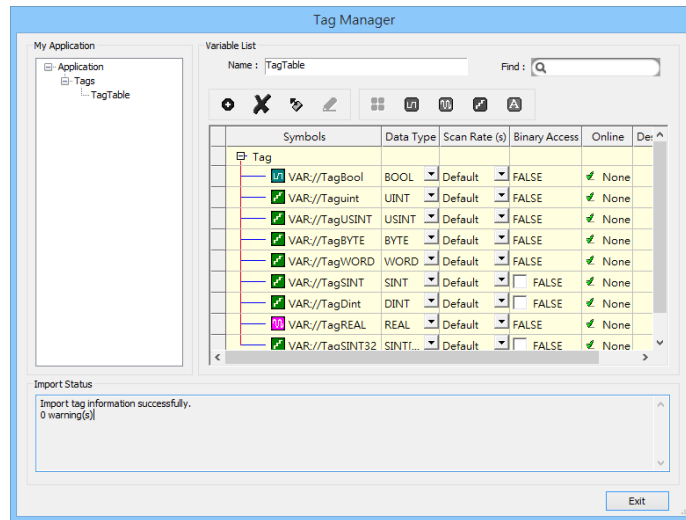 Tag Manager
My Application
Application
Tags
TagTable
Variable List
Name : TagTable
Find :
Symbols Data Type Scan Rate (s) Binary Access Online
Tag
VAR://TagBool BOOL Default FALSE None
VAR://Taguint UINT Default FALSE None
VAR://TagUSINT USINT Default FALSE None
VAR://TagBYTE BYTE Default FALSE None
VAR://TagWORD WORD Default FALSE None
VAR://TagSINT SINT Default FALSE None
VAR://TagDint DINT Default FALSE None
VAR://TagREAL REAL Default FALSE None
VAR://TagSINT32 SINT[... Default FALSE None
Import Status
Import tag information successfully.
0 warning(s)
Exit